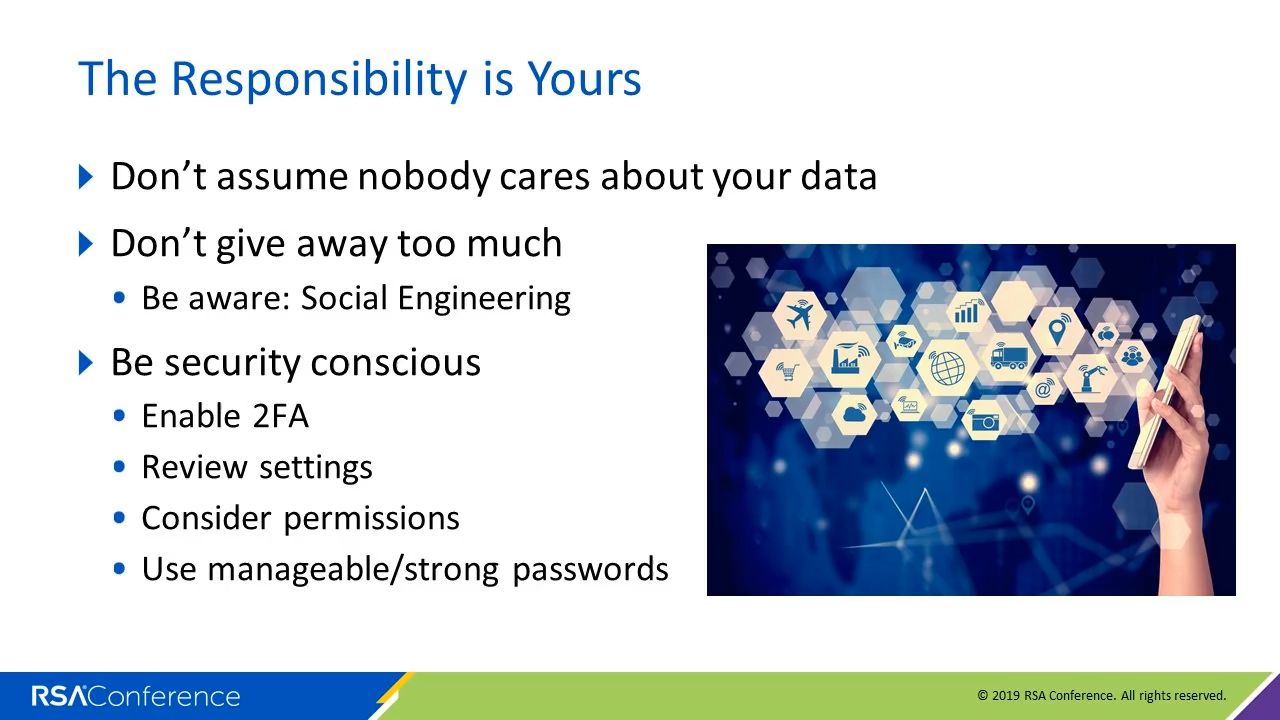 The Responsibility is Yours
Don’t assume nobody cares about your data
Don’t give away too much
Be aware: Social Engineering
Be security conscious
Enable 2FA
Review settings
Consider permissions
Use manageable/strong passwords
@
RSAConference
© 2019 RSA Conference. All rights reserved.